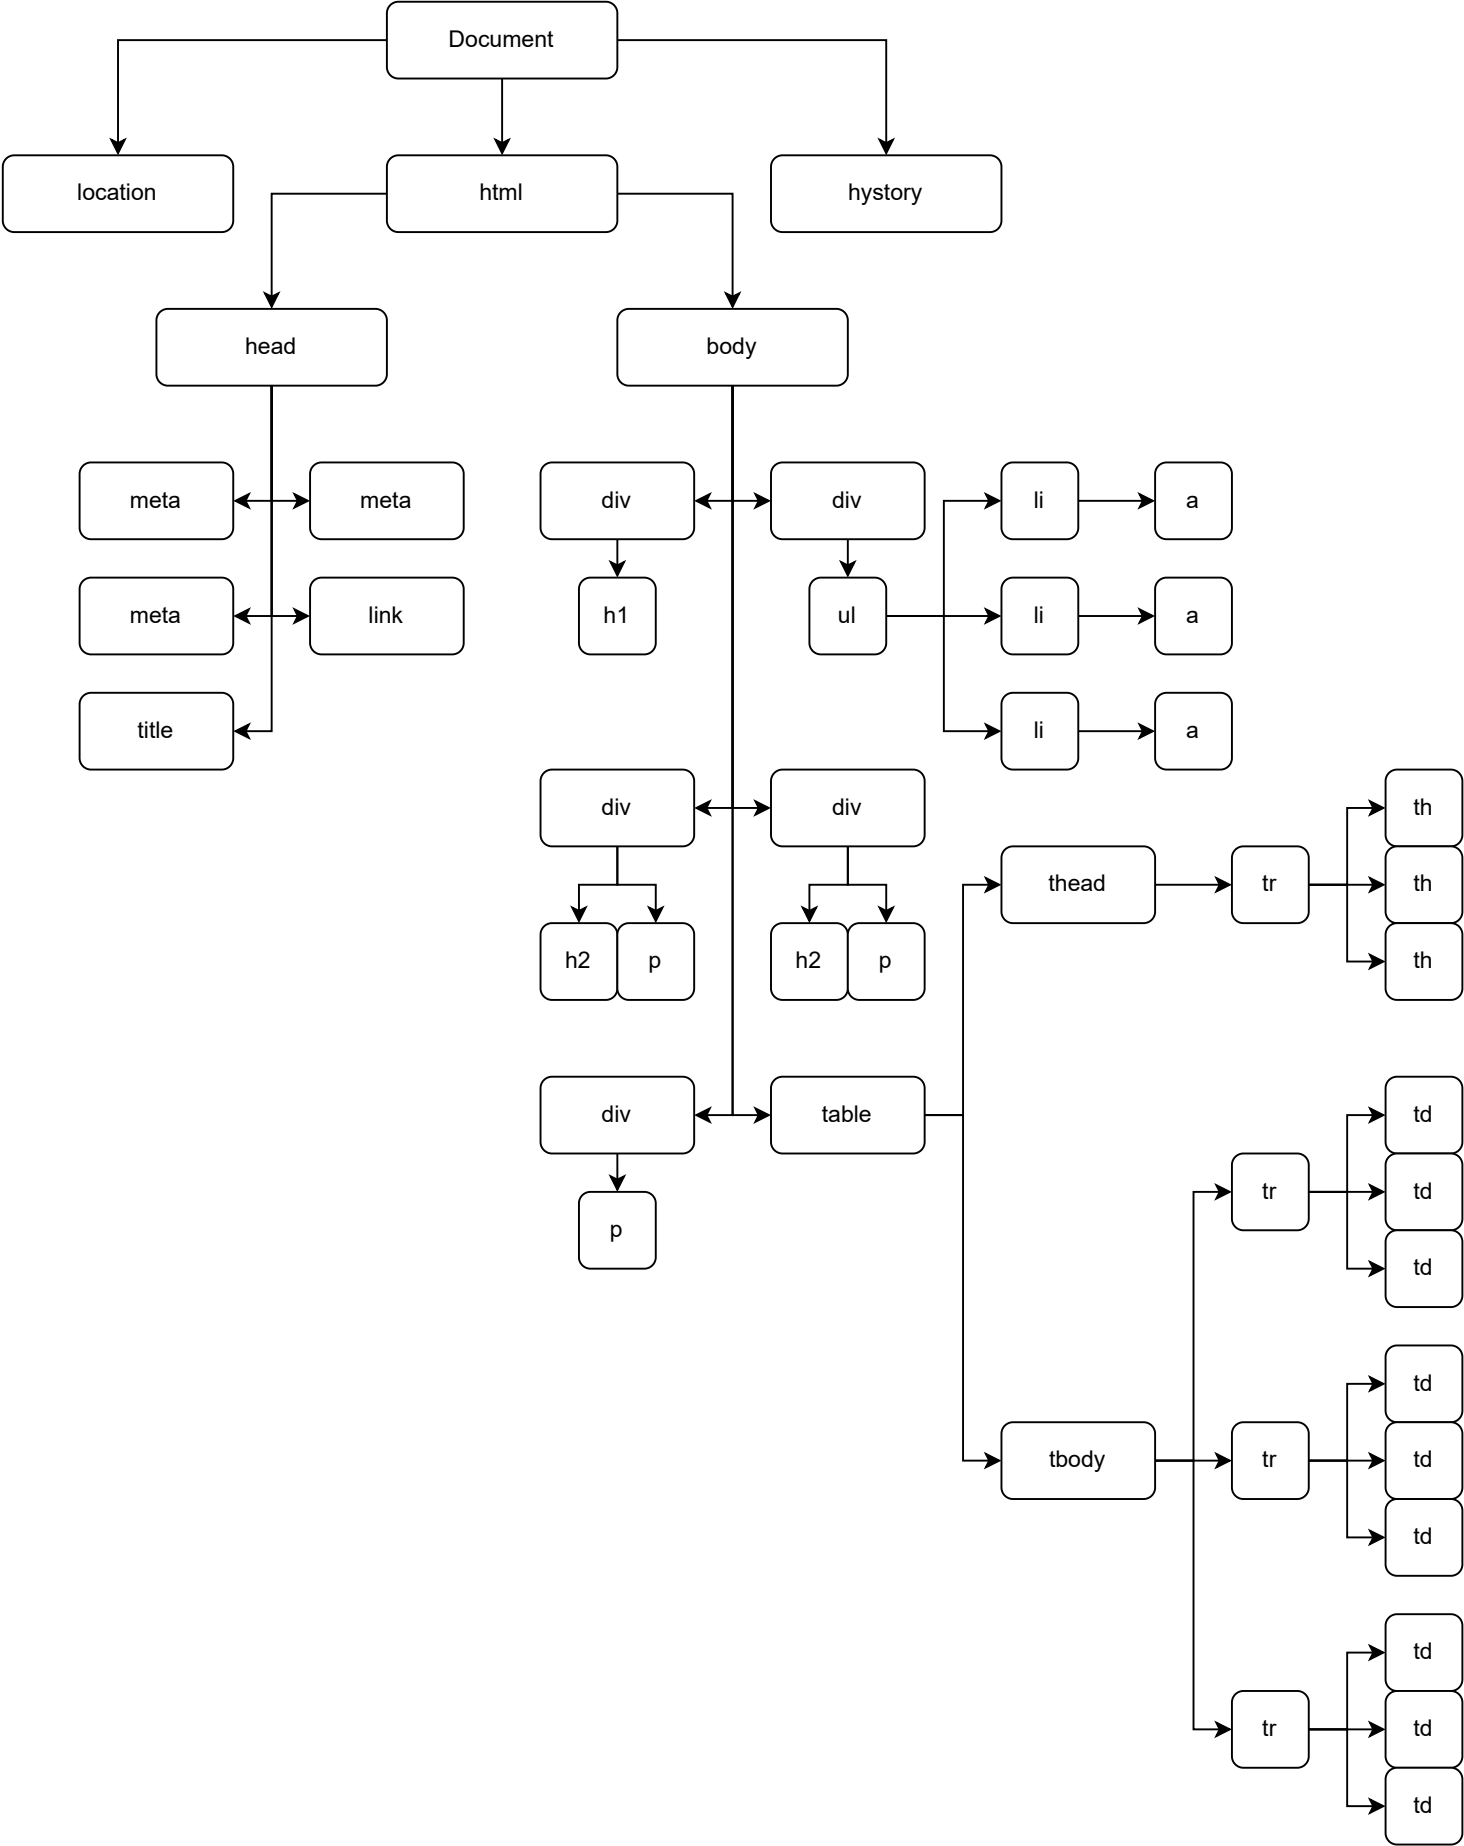 Document
location
html
hystory
head
body
meta
meta
div
div
li
a
meta
link
h1
ul
li
a
title
li
a
div
div
th
thead
tr
th
h2
p
h2
p
th
div
table
td
tr
td
p
td
td
tbody
tr
td
td
td
tr
td
td